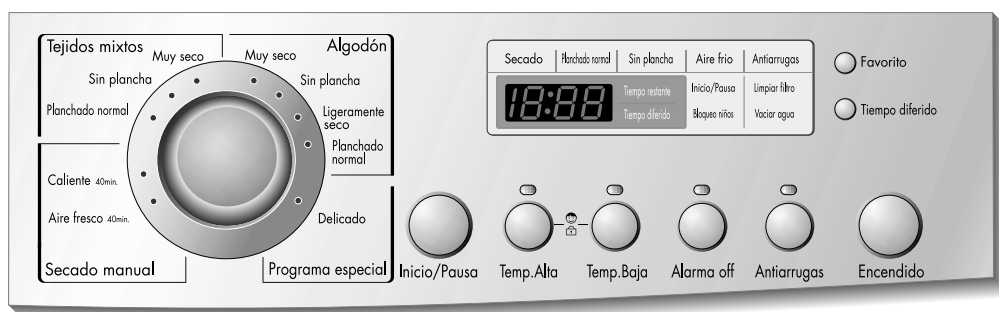 Tejidos mixtos
Muy seco
Sin plancha
Planchado normal
Algodón
Muy seco
Sin plancha
Ligeramente
seco
Planchado
normal
Caliente 40min.
Aire fresco 40min.
Secado manual
Delicado
Programa especial
Secado
Planchado normal
Sin plancha
Aire frio
Antiarrugas
18:88
Tiempo restante
Tiempo diferido
Inicio/Pausa
Bloqueo niños
Limpiar filtro
Vaciar agua
Favorito
Tiempo diferido
Inicio/Pausa
Temp.Alta
Temp.Baja
Alarma off
Antiarrugas
Encendido